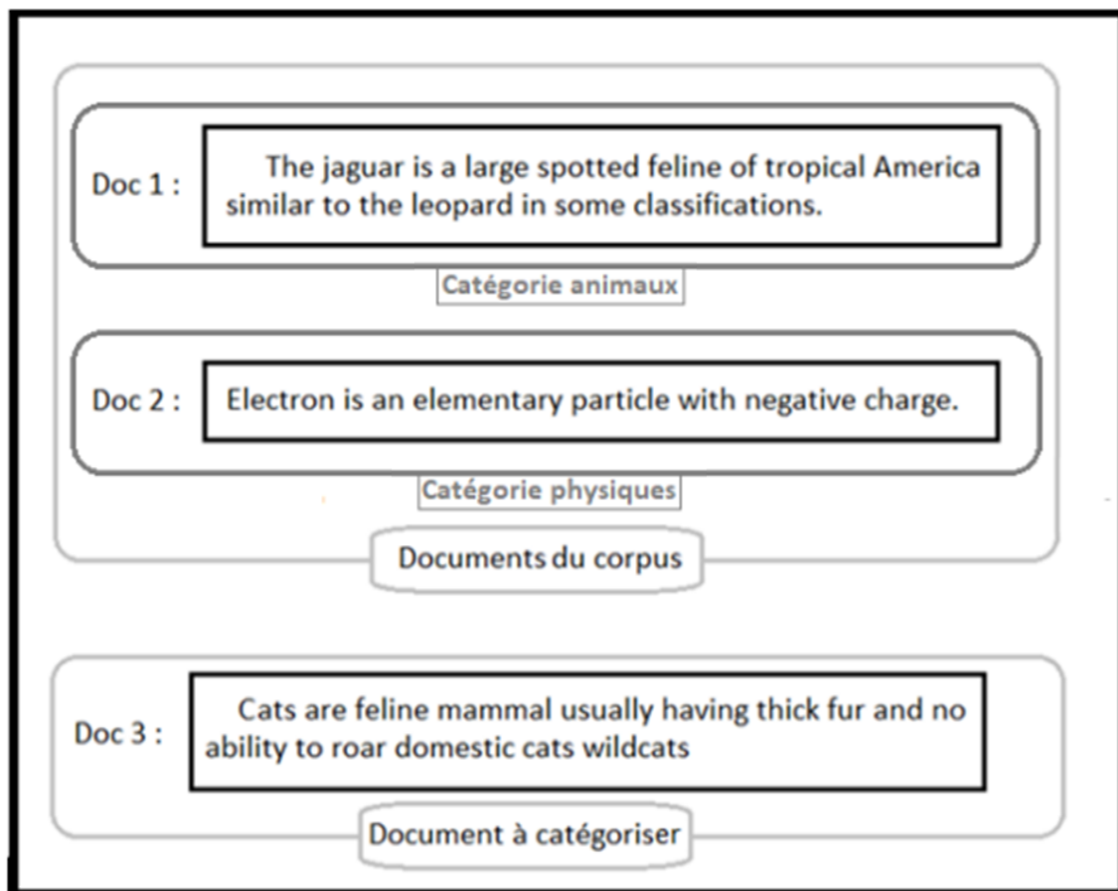 Doc 1 :
The jaguar is a large spotted feline of tropical America
similar to the leopard in some classifications.
Catégorie animaux
Doc 2 :
Electron is an elementary particle with negative charge.
Catégorie physiques
Documents du corpus
Doc 3 :
Cats are feline mammal usually having thick fur and no
ability to roar domestic cats wildcats
Document à catégoriser